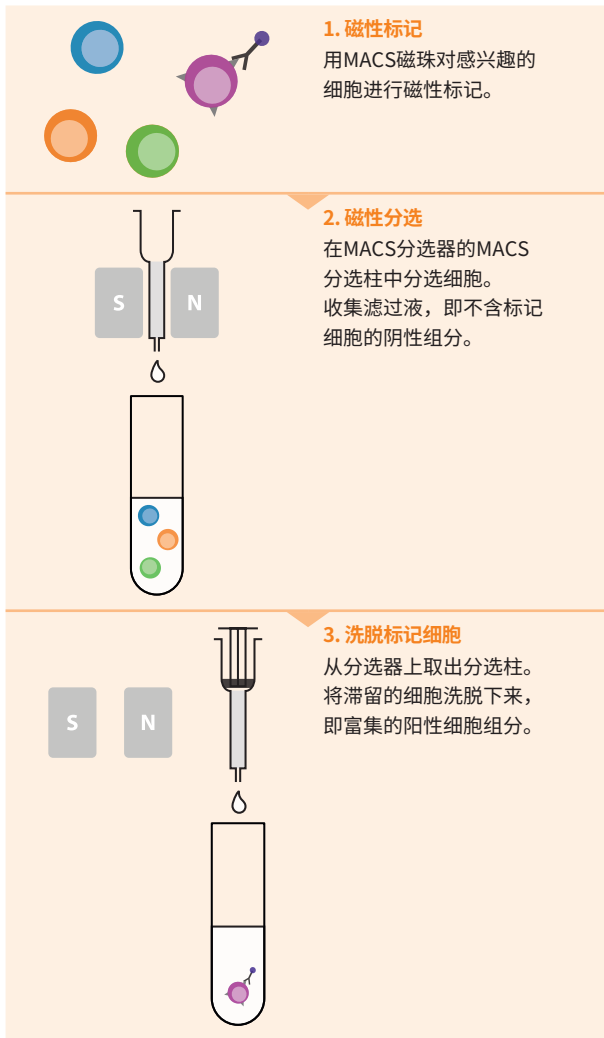 1. 磁性标记
用MACS磁珠对感兴趣的
细胞进行磁性标记。
2. 磁性分选
在MACS分选器的MACS
分选柱中分选细胞。
收集滤过液，即不含标记
细胞的阴性组分。
S N
3. 洗脱标记细胞
从分选器上取出分选柱。
将滞留的细胞洗脱下来，
即富集的阳性细胞组分。
S N